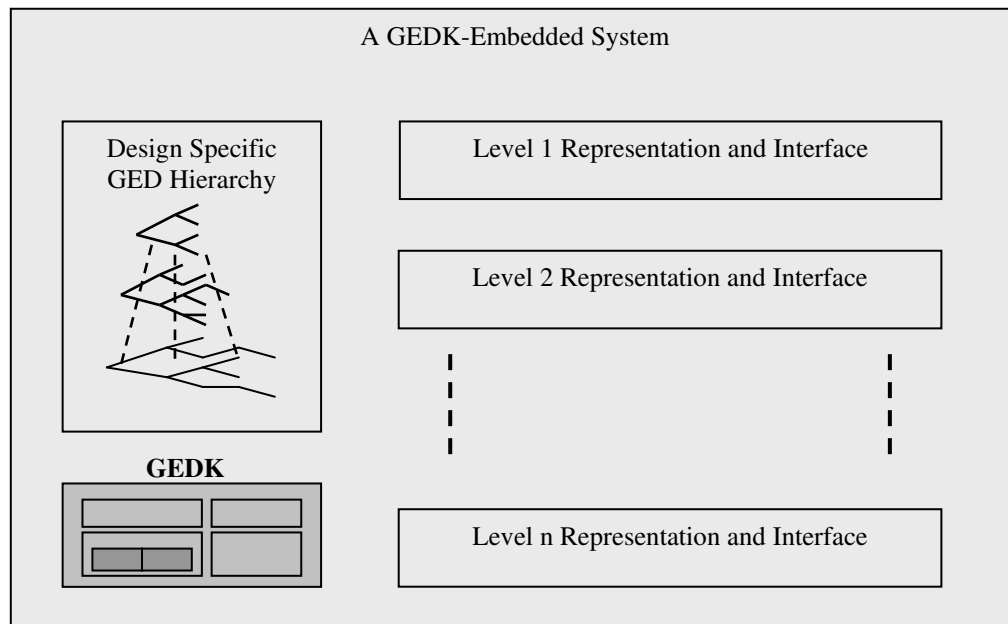 A GEDK-Embedded System
Design Specific
GED Hierarchy
Level 1 Representation and Interface
Level 2 Representation and Interface
GEDK
Level n Representation and Interface